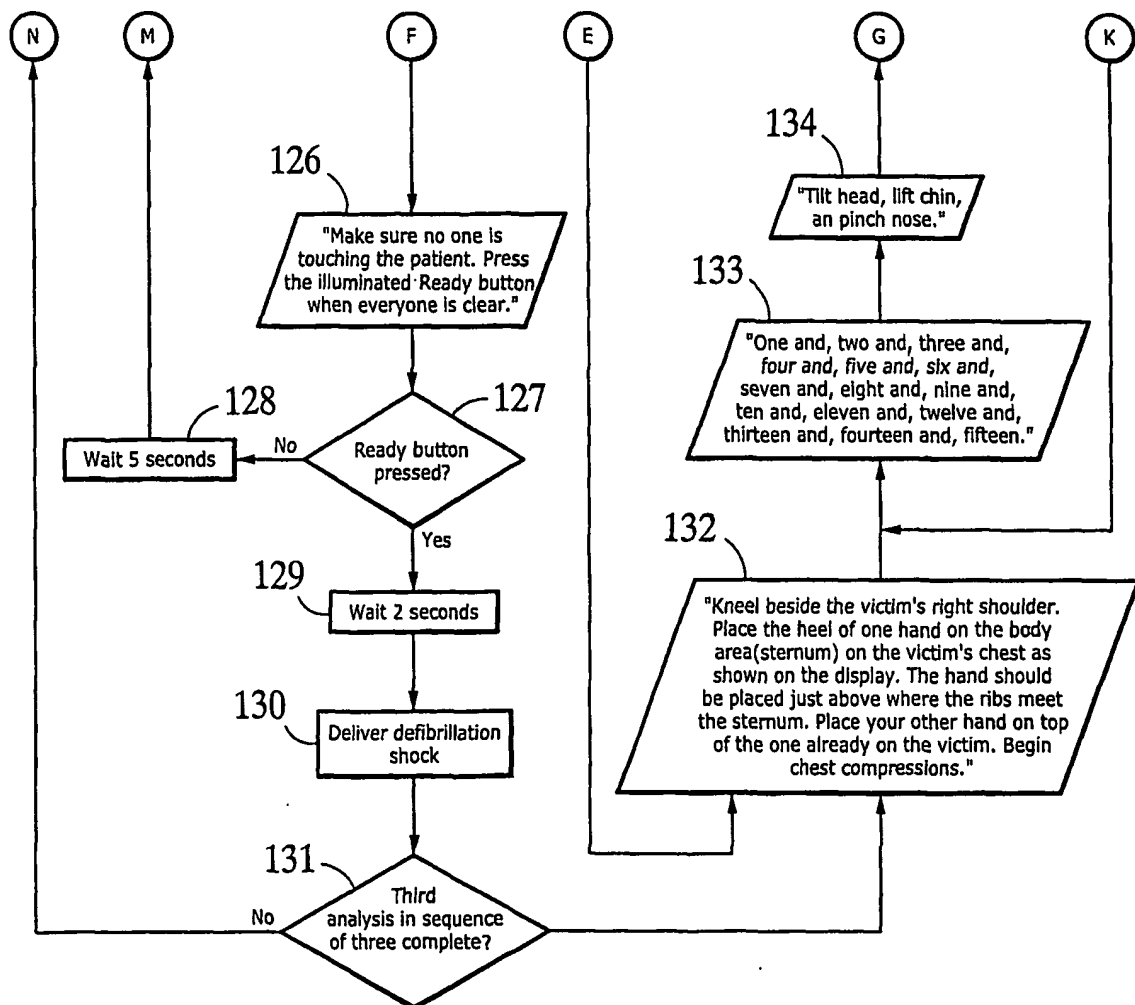 N
M
F
E
G
K
126
"Make sure no one is
touching the patient. Press
the illuminated Ready button
when everyone is clear."
127
Ready button
pressed?
No
128
Wait 5 seconds
Yes
129
Wait 2 seconds
130
Deliver defibrillation
shock
131
Third
analysis in sequence
of three complete?
No
134
"Tilt head, lift chin,
an pinch nose."
133
"One and, two and, three and,
four and, five and, six and,
seven and, eight and, nine and,
ten and, eleven and, twelve and,
thirteen and, fourteen and, fifteen."
132
"Kneel beside the victim's right shoulder.
Place the heel of one hand on the body
area(sternum) on the victim's chest as
shown on the display. The hand should
be placed just above where the ribs meet
the sternum. Place your other hand on top
of the one already on the victim. Begin
chest compressions."